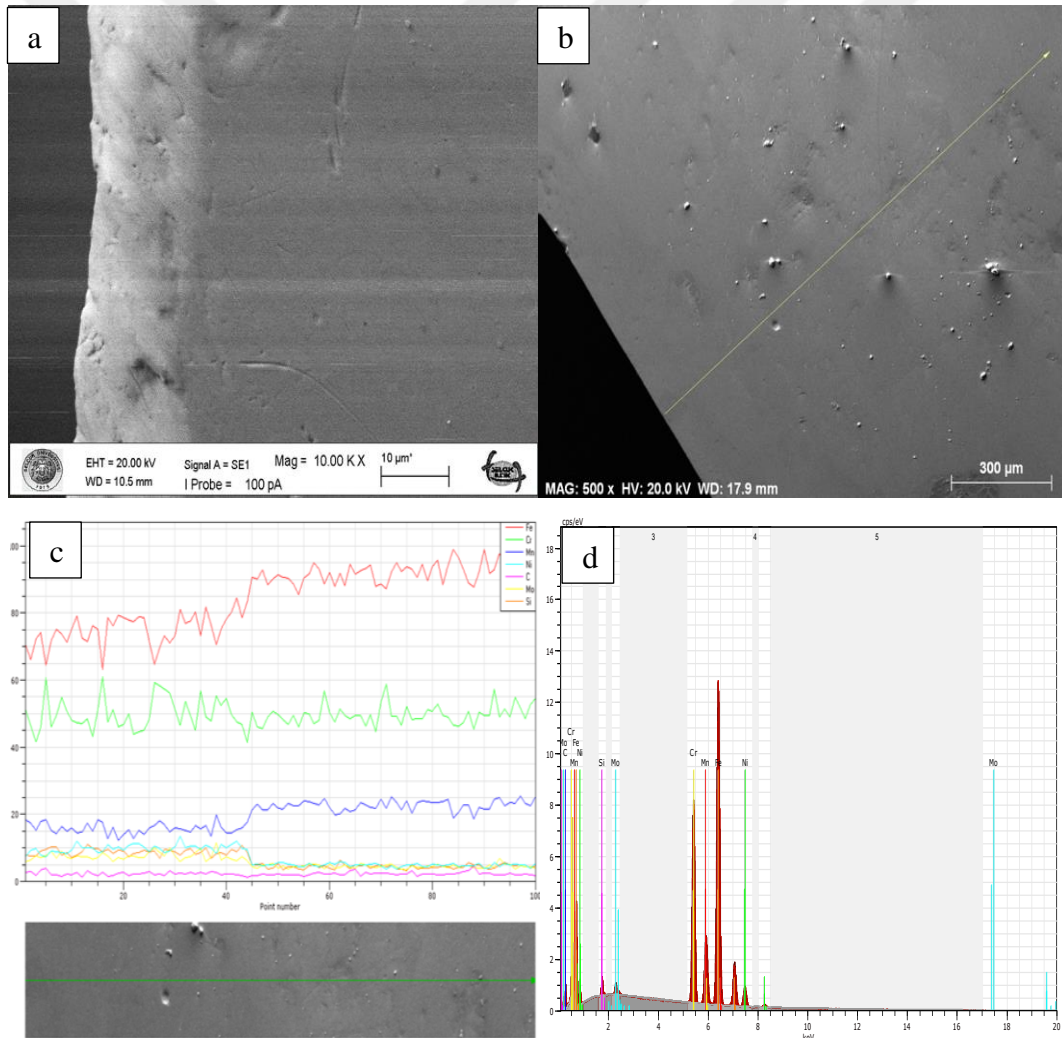 a
EHT = 20.00 kV
WD = 10.5 mm
Signal A = SE1
I Probe = 100 pA
Mag = 10.00 K X
10 µm*
b
MAG: 500 x HV: 20.0 kV WD: 17.9 mm
300 µm
c
Fe
Cr
Mn
Ni
C
Mo
Si
80
60
40
20
0
20
40
60
80
100
Point number
d
cps/eV
3
4
5
18
16
14
12
10
8
6
4
2
0
Cr
Mo
Fe
C
Ni
Mn
Si
Mo
Cr
Mn
Fe
Ni
Mo
2
4
6
8
10
12
14
16
18
20
keV